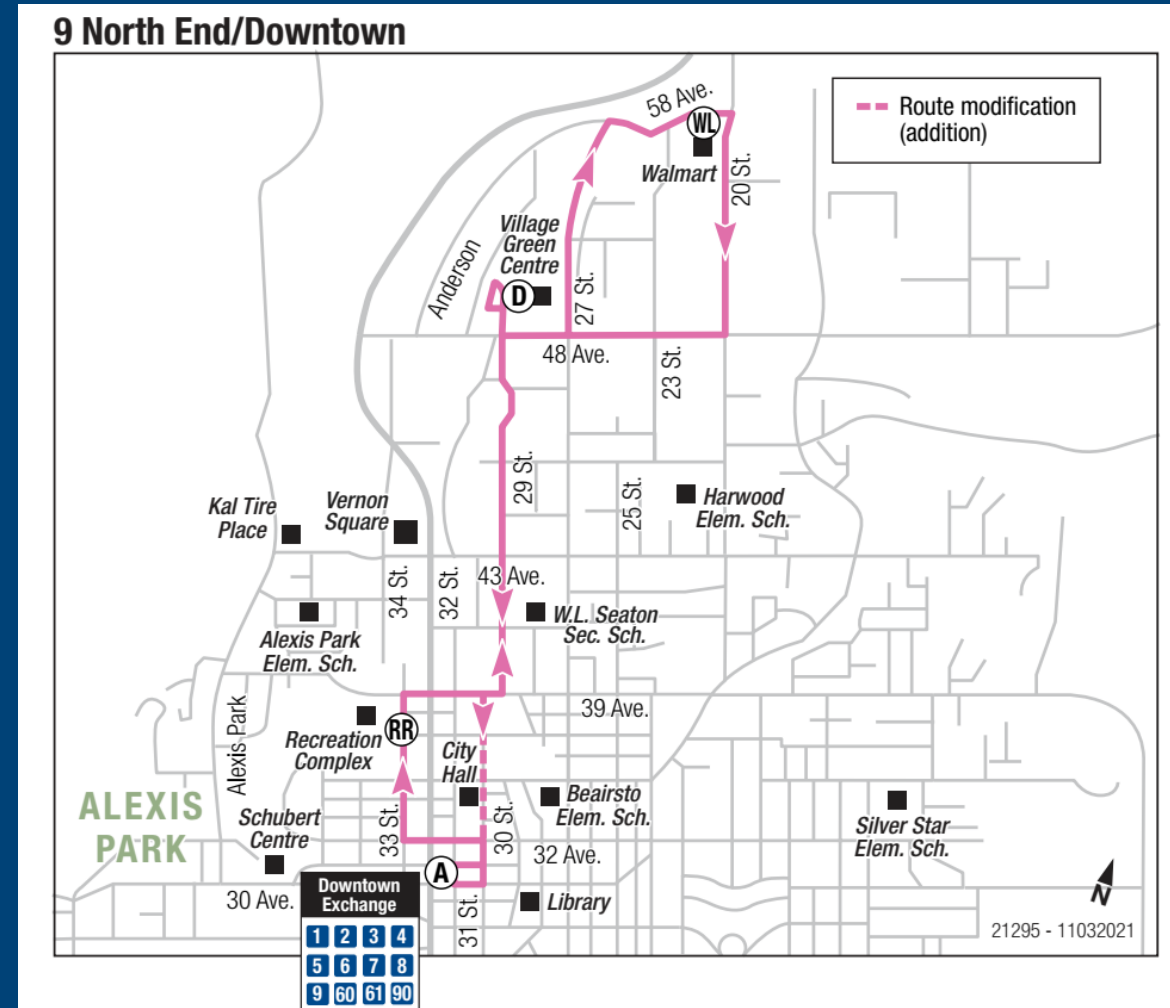 9 North End/Downtown
Route modification
(addition)
58 Ave.
WL
Walmart
20 St.
Village
Green
Centre
D
Anderson
27 St.
48 Ave.
23 St.
29 St.
25 St.
Harwood
Elem. Sch.
Kal Tire
Place
Vernon
Square
34 St.
32 St.
43 Ave.
W.L. Seaton
Sec. Sch.
Alexis Park
Elem. Sch.
Alexis Park
39 Ave.
RR
Recreation
Complex
City
Hall
Beairsto
Elem. Sch.
ALEXIS
PARK
Schubert
Centre
33 St.
30 St.
32 Ave.
Silver Star
Elem. Sch.
A
30 Ave.
Downtown
Exchange
31 St.
Library
N
21295 - 11032021
1 2 3 4
5 6 7 8
9 60 61 90